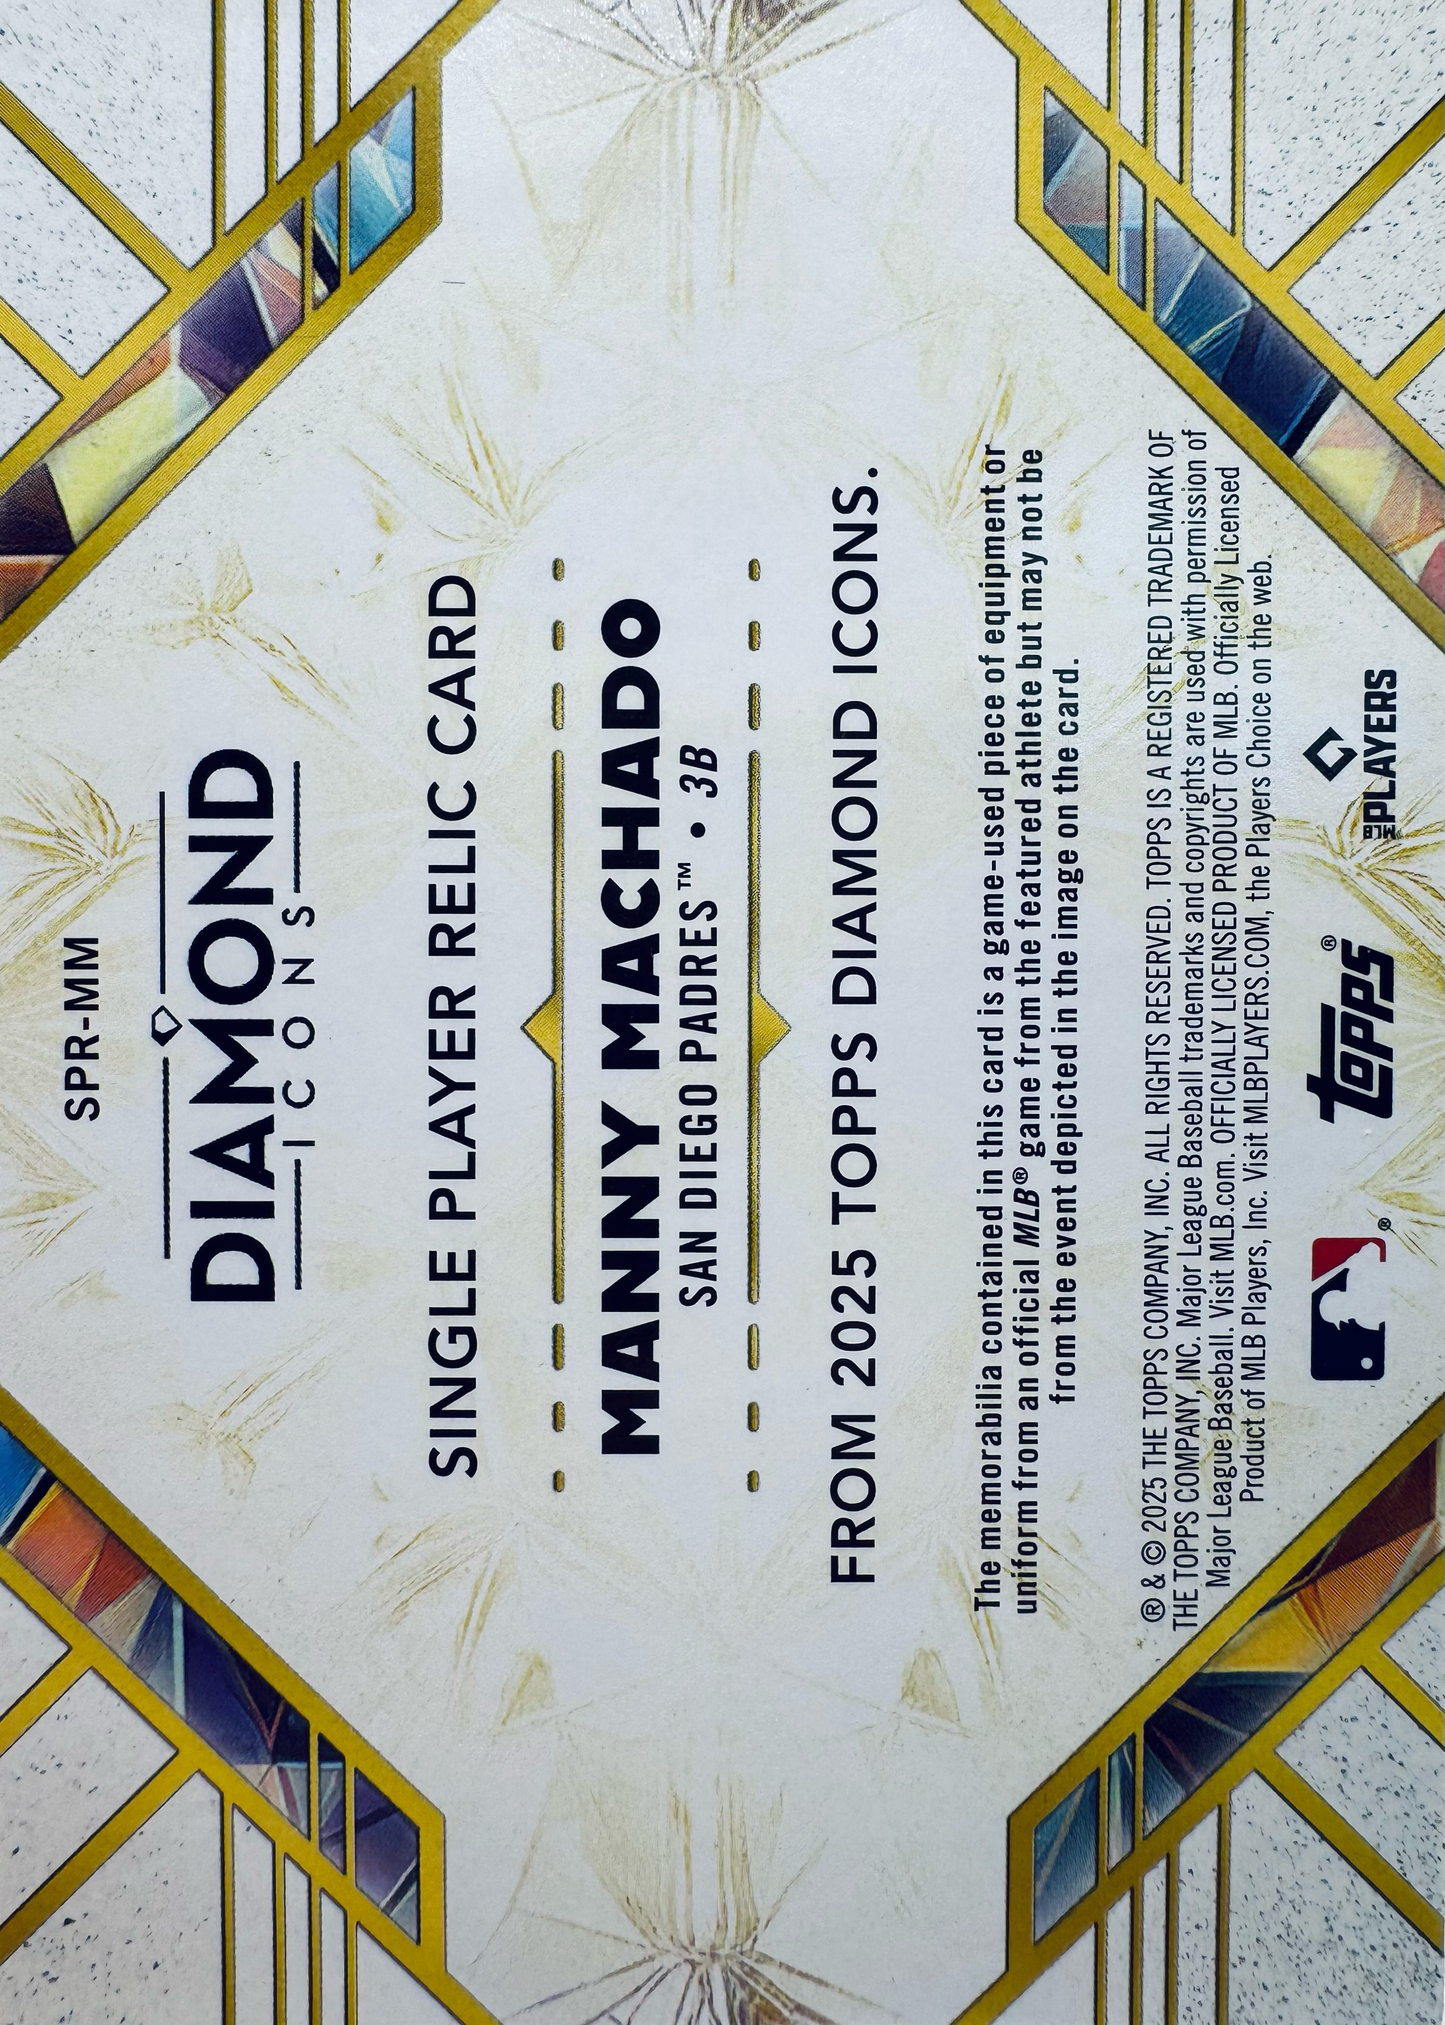 SPR-MM
DIAMOND
ICONS
SINGLE PLAYER RELIC CARD
MANNY MACHADO
SAN DIEGO PADRES™ • 3B
FROM 2025 TOPPS DIAMOND ICONS.
The memorabilia contained in this card is a game-used piece of equipment or
uniform from an official MLB® game from the featured athlete but may not be
from the event depicted in the image on the card.
® & © 2025 THE TOPPS COMPANY, INC. ALL RIGHTS RESERVED. TOPPS IS A REGISTERED TRADEMARK OF
THE TOPPS COMPANY, INC. Major League Baseball trademarks and copyrights are used with permission of
Major League Baseball. Visit MLB.com. OFFICIALLY LICENSED PRODUCT OF MLB. Officially Licensed
Product of MLB Players, Inc. Visit MLBPLAYERS.COM, the Players Choice on the web.
® topps® MLB PLAYERS